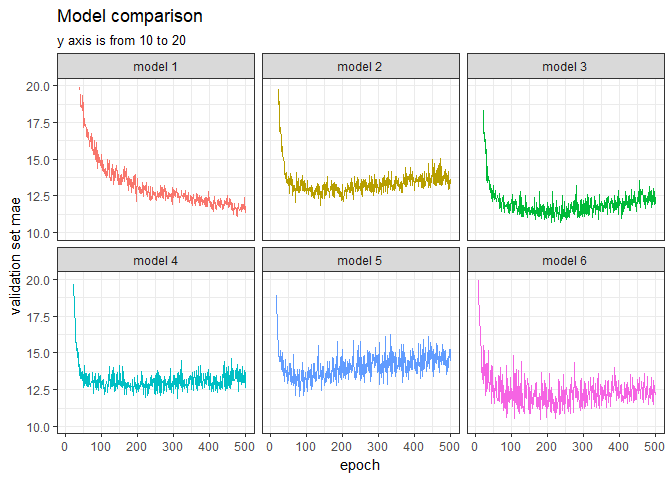 Model comparison
y axis is from 10 to 20
model 1
model 2
model 3
20.0
17.5
15.0
12.5
10.0
model 4
model 5
model 6
20.0
17.5
15.0
12.5
10.0
validation set mae
0 100 200 300 400 500
0 100 200 300 400 500
0 100 200 300 400 500
epoch